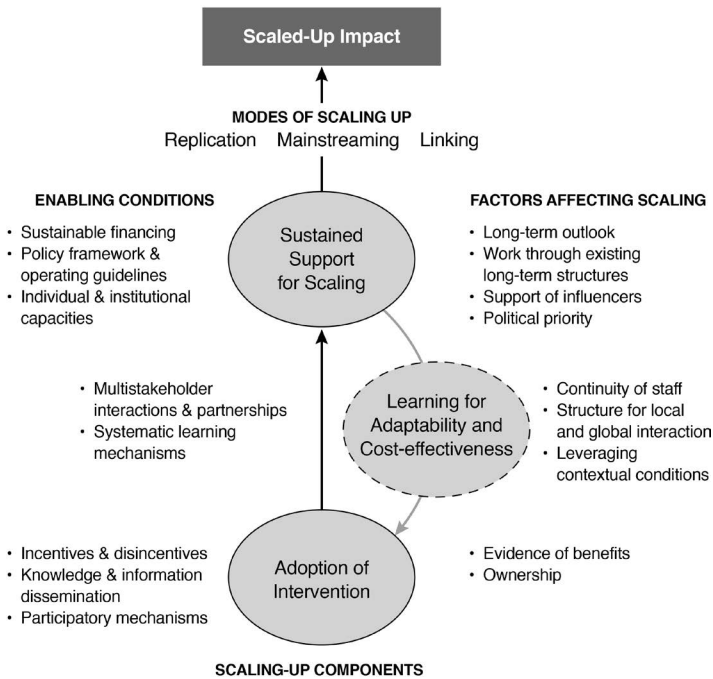 Scaled-Up Impact
MODES OF SCALING UP
Replication Mainstreaming Linking
ENABLING CONDITIONS
• Sustainable financing
• Policy framework &
operating guidelines
• Individual & institutional
capacities
Sustained
Support
for Scaling
FACTORS AFFECTING SCALING
• Long-term outlook
• Work through existing
long-term structures
• Support of influencers
• Political priority
• Multistakeholder
interactions & partnerships
• Systematic learning
mechanisms
Learning for
Adaptability and
Cost-effectiveness
• Continuity of staff
• Structure for local
and global interaction
• Leveraging
contextual conditions
• Incentives & disincentives
• Knowledge & information
dissemination
• Participatory mechanisms
Adoption of
Intervention
• Evidence of benefits
• Ownership
SCALING-UP COMPONENTS